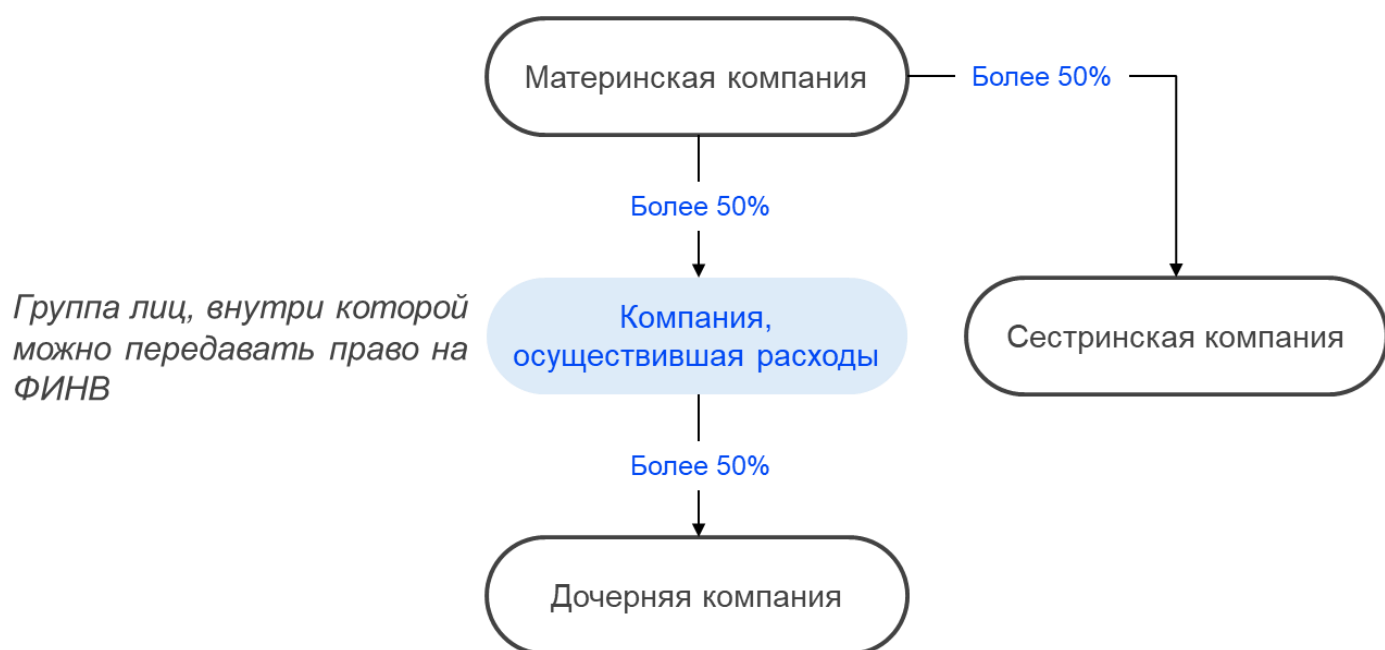 Материнская компания
Более 50%
Более 50%
Группа лиц, внутри которой
можно передавать право на
ФИНВ
Компания,
осуществившая расходы
Сестринская компания
Более 50%
Дочерняя компания